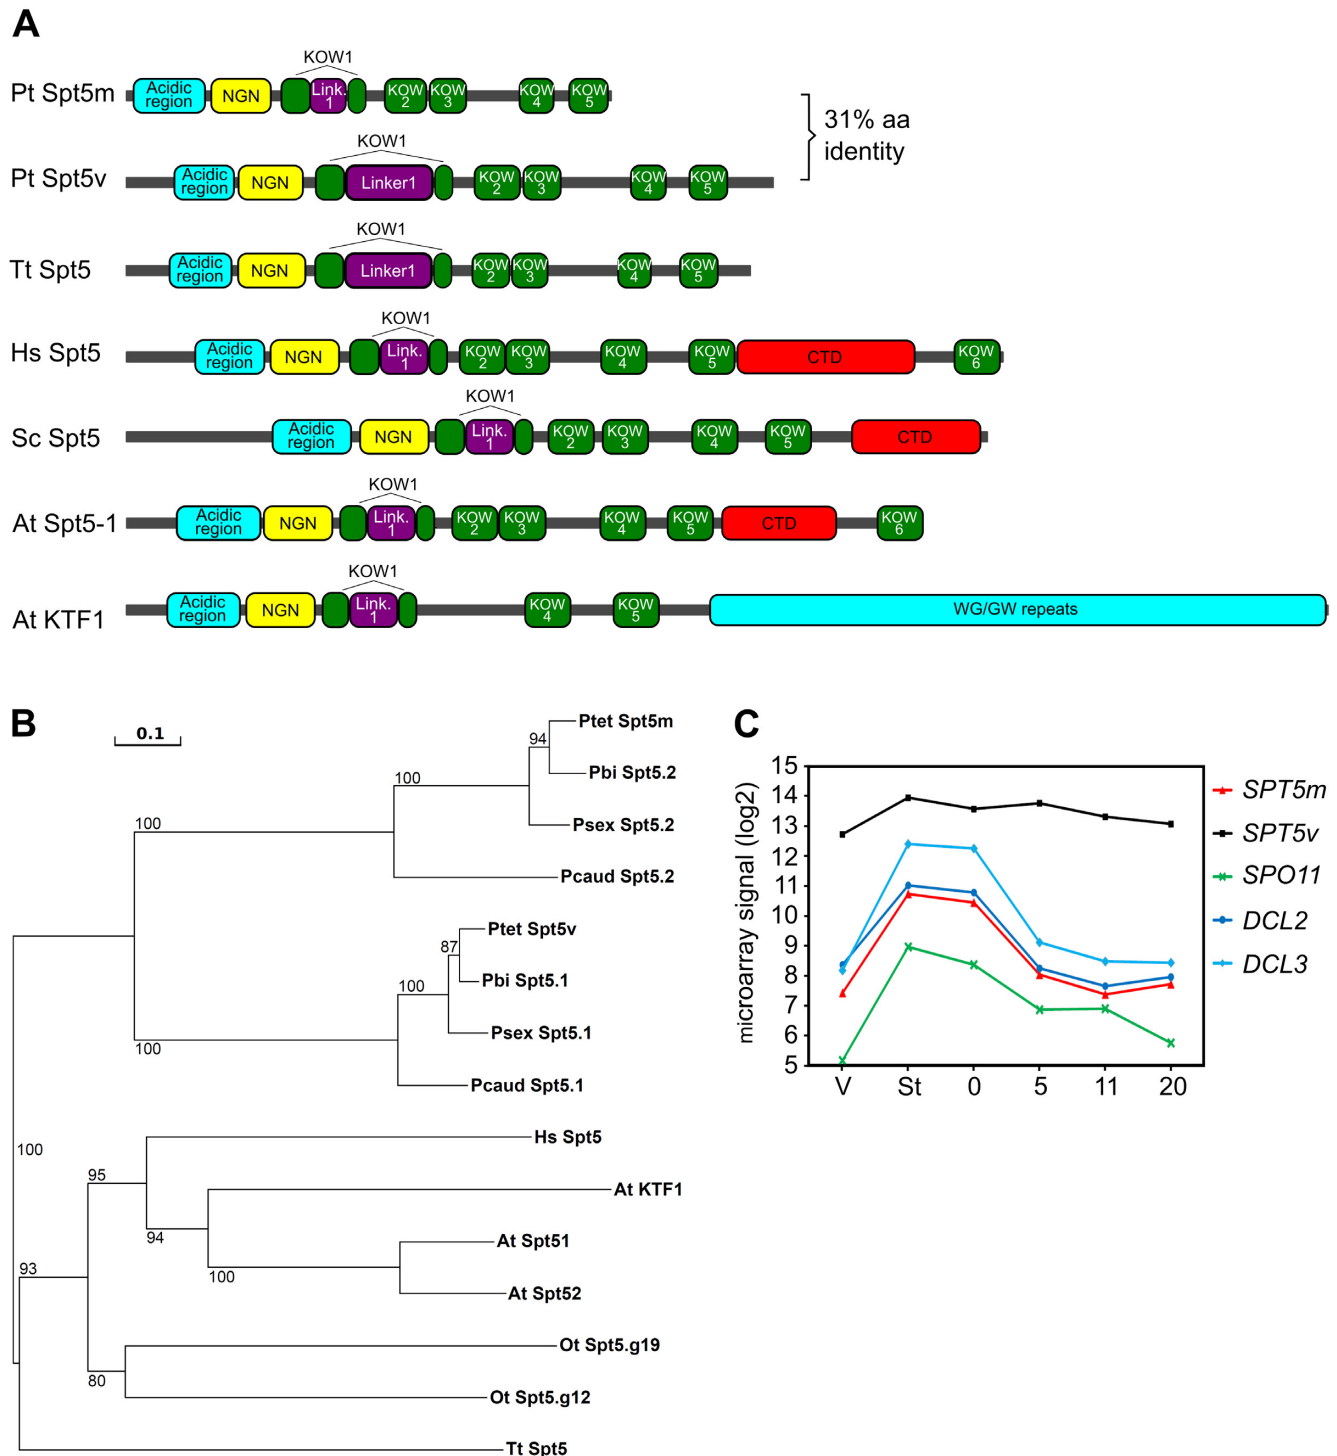 A
KOW1
Pt Spt5m
Acidic region
NGN
Link. 1
KOW 2
KOW 3
KOW 4
KOW 5
31% aa
identity
KOW1
Pt Spt5v
Acidic region
NGN
Linker1
KOW 2
KOW 3
KOW 4
KOW 5
KOW1
Tt Spt5
Acidic region
NGN
Linker1
KOW 2
KOW 3
KOW 4
KOW 5
KOW1
Hs Spt5
Acidic region
NGN
Link. 1
KOW 2
KOW 3
KOW 4
KOW 5
CTD
KOW 6
KOW1
Sc Spt5
Acidic region
NGN
Link. 1
KOW 2
KOW 3
KOW 4
KOW 5
CTD
KOW1
At Spt5-1
Acidic region
NGN
Link. 1
KOW 2
KOW 3
KOW 4
KOW 5
CTD
KOW 6
KOW1
At KTF1
Acidic region
NGN
Link. 1
KOW 4
KOW 5
WG/GW repeats
B
0.1
Ptet Spt5m
94
Pbi Spt5.2
100
Psex Spt5.2
100
Pcaud Spt5.2
Ptet Spt5v
87
Pbi Spt5.1
100
Psex Spt5.1
100
Pcaud Spt5.1
Hs Spt5
100
95
At KTF1
94
At Spt51
100
At Spt52
93
Ot Spt5.g19
80
Ot Spt5.g12
Tt Spt5
C
microarray signal (log2)
15
14
13
12
11
10
9
8
7
6
5
V St 0 5 11 20
SPT5m
SPT5v
SPO11
DCL2
DCL3